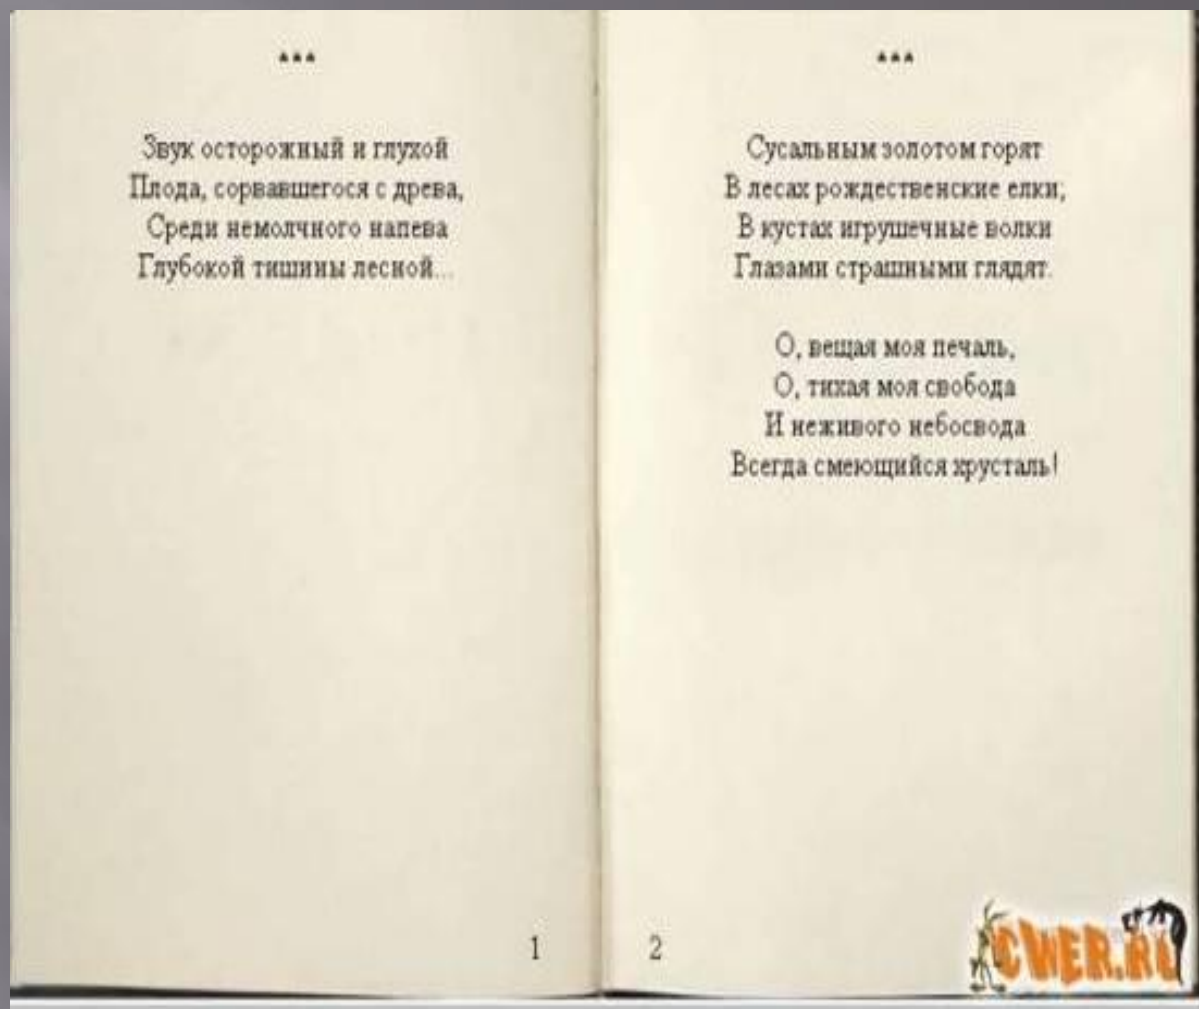 ***
Звук осторожный и глухой
Плода, сорвавшегося с древа,
Среди немолчного напева
Глубокой тишины лесной...
1
***
Сусальным золотом горят
В лесах рождественские елки;
В кустах игрушечные волки
Глазами страшными глядят.
О, вещая моя печаль,
О, тихая моя свобода
И неживого небосвода
Всегда смеющийся хрусталь!
2
CWER.RU